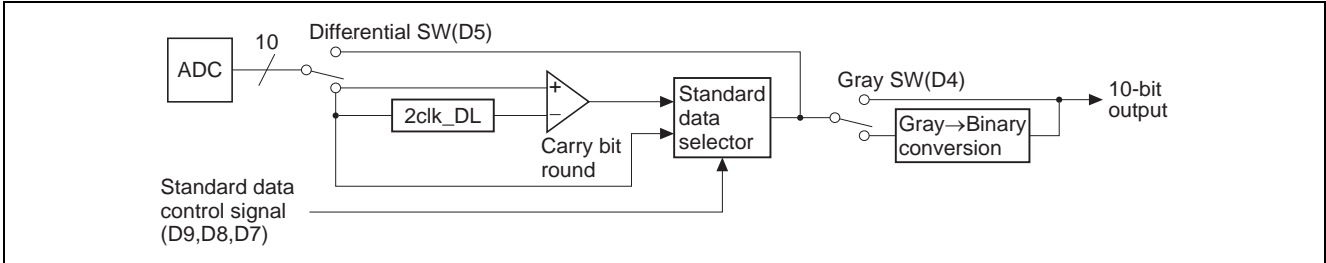 Differential SW(D5)
10
ADC
Gray SW(D4)
10-bit
output
+
−
2clk_DL
Standard
data
selector
Gray→Binary
conversion
Carry bit
round
Standard data
control signal
(D9,D8,D7)